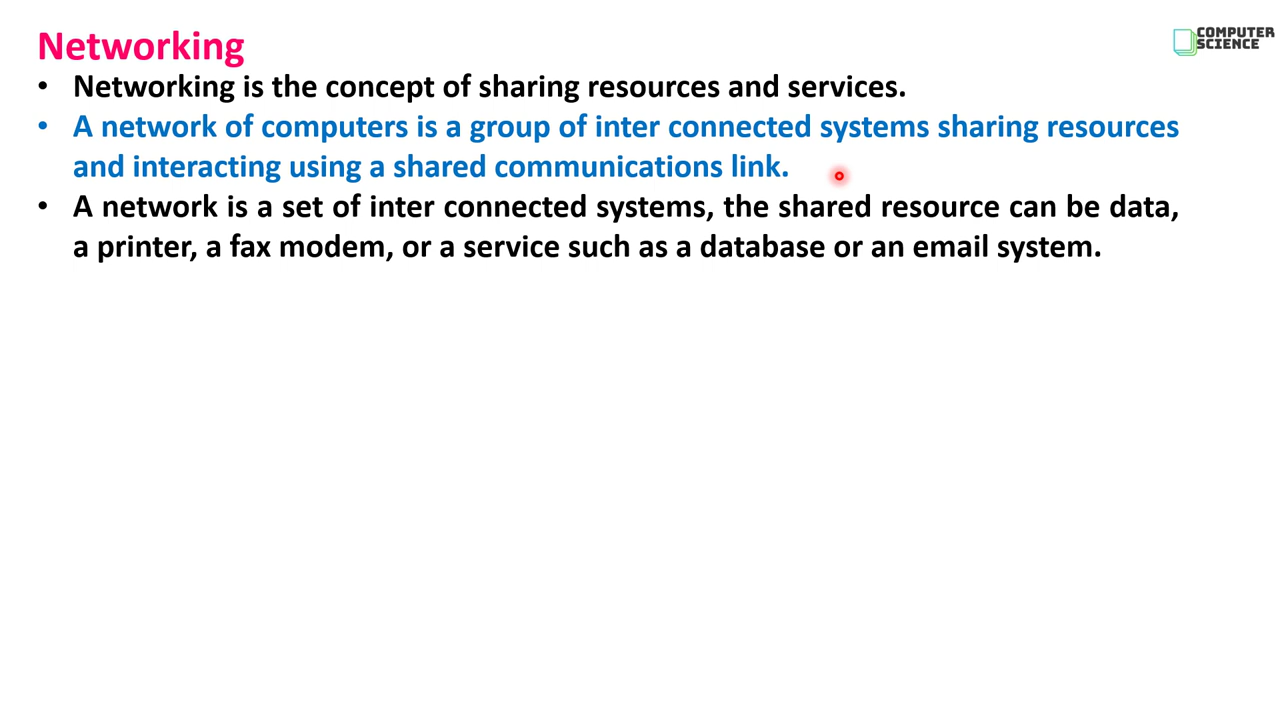 Networking
COMPUTER
SCIENCE
• Networking is the concept of sharing resources and services.
• A network of computers is a group of inter connected systems sharing resources
and interacting using a shared communications link.
• A network is a set of inter connected systems, the shared resource can be data,
a printer, a fax modem, or a service such as a database or an email system.